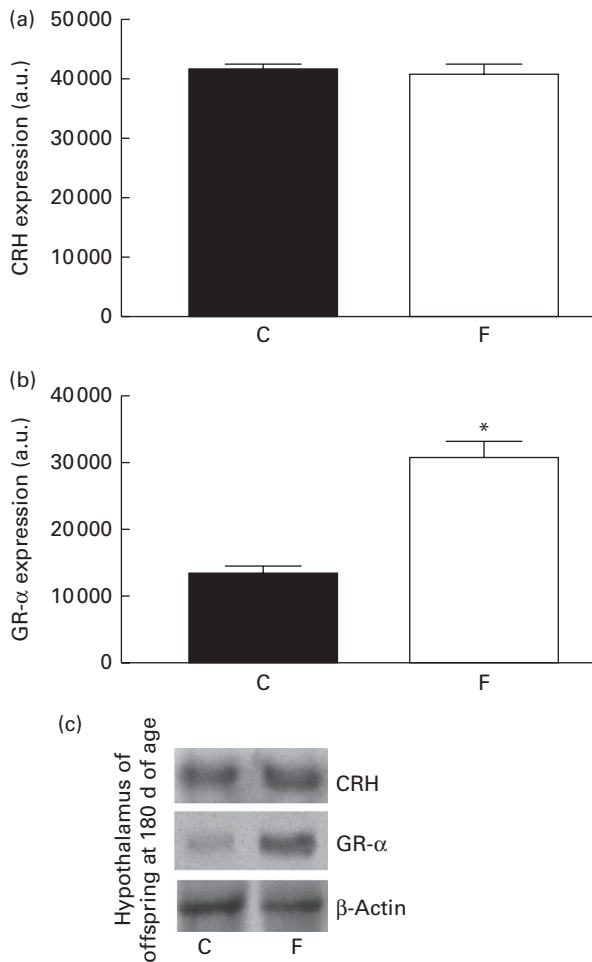 (a)
CRH expression (a.u.)
50 000
40 000
30 000
20 000
10 000
0
C
F
(b)
GR-α expression (a.u.)
40 000
30 000
20 000
10 000
0
*
C
F
(c)
Hypothalamus of
offspring at 180 d of age
CRH
GR-α
β-Actin
C
F